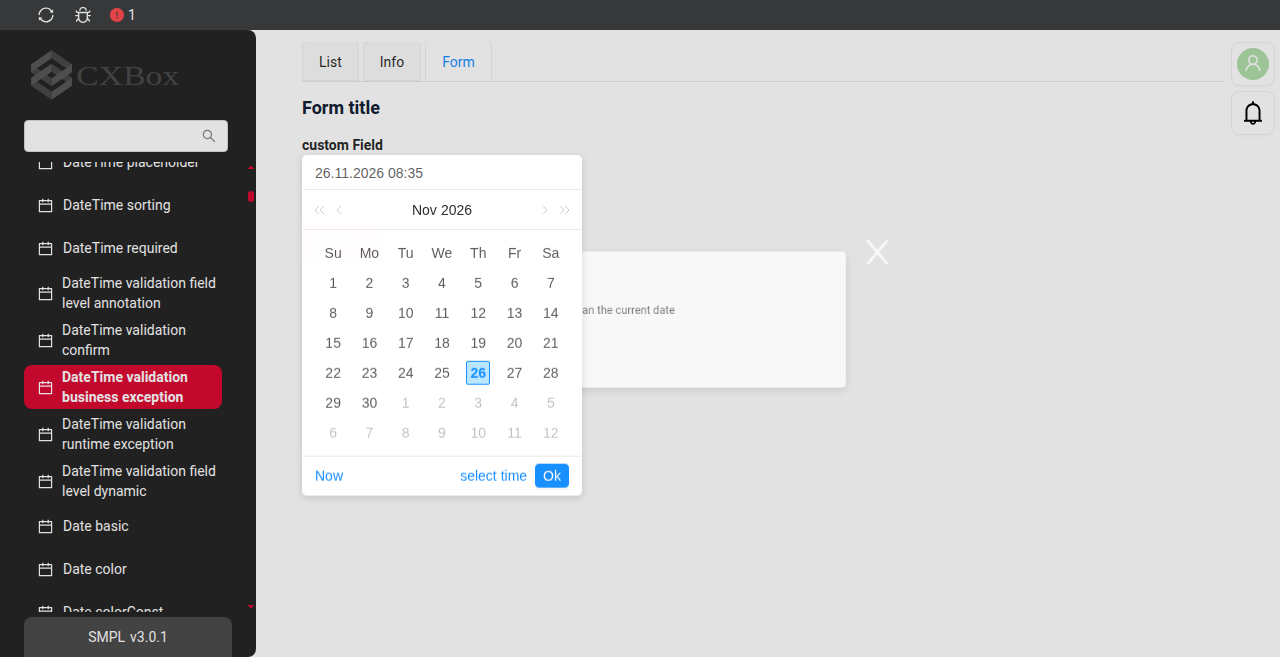 1
CXBox
DateTime placeholder
DateTime sorting
DateTime required
DateTime validation field
level annotation
DateTime validation
confirm
DateTime validation
business exception
DateTime validation
runtime exception
DateTime validation field
level dynamic
Date basic
Date color
Date colorConst
SMPL v3.0.1
List Info Form
Form title
custom Field
26.11.2026 08:35
Nov 2026
Su Mo Tu We Th Fr Sa
1 2 3 4 5 6 7
8 9 10 11 12 13 14
15 16 17 18 19 20 21
22 23 24 25 26 27 28
29 30 1 2 3 4 5
6 7 8 9 10 11 12
Now select time Ok
an the current date